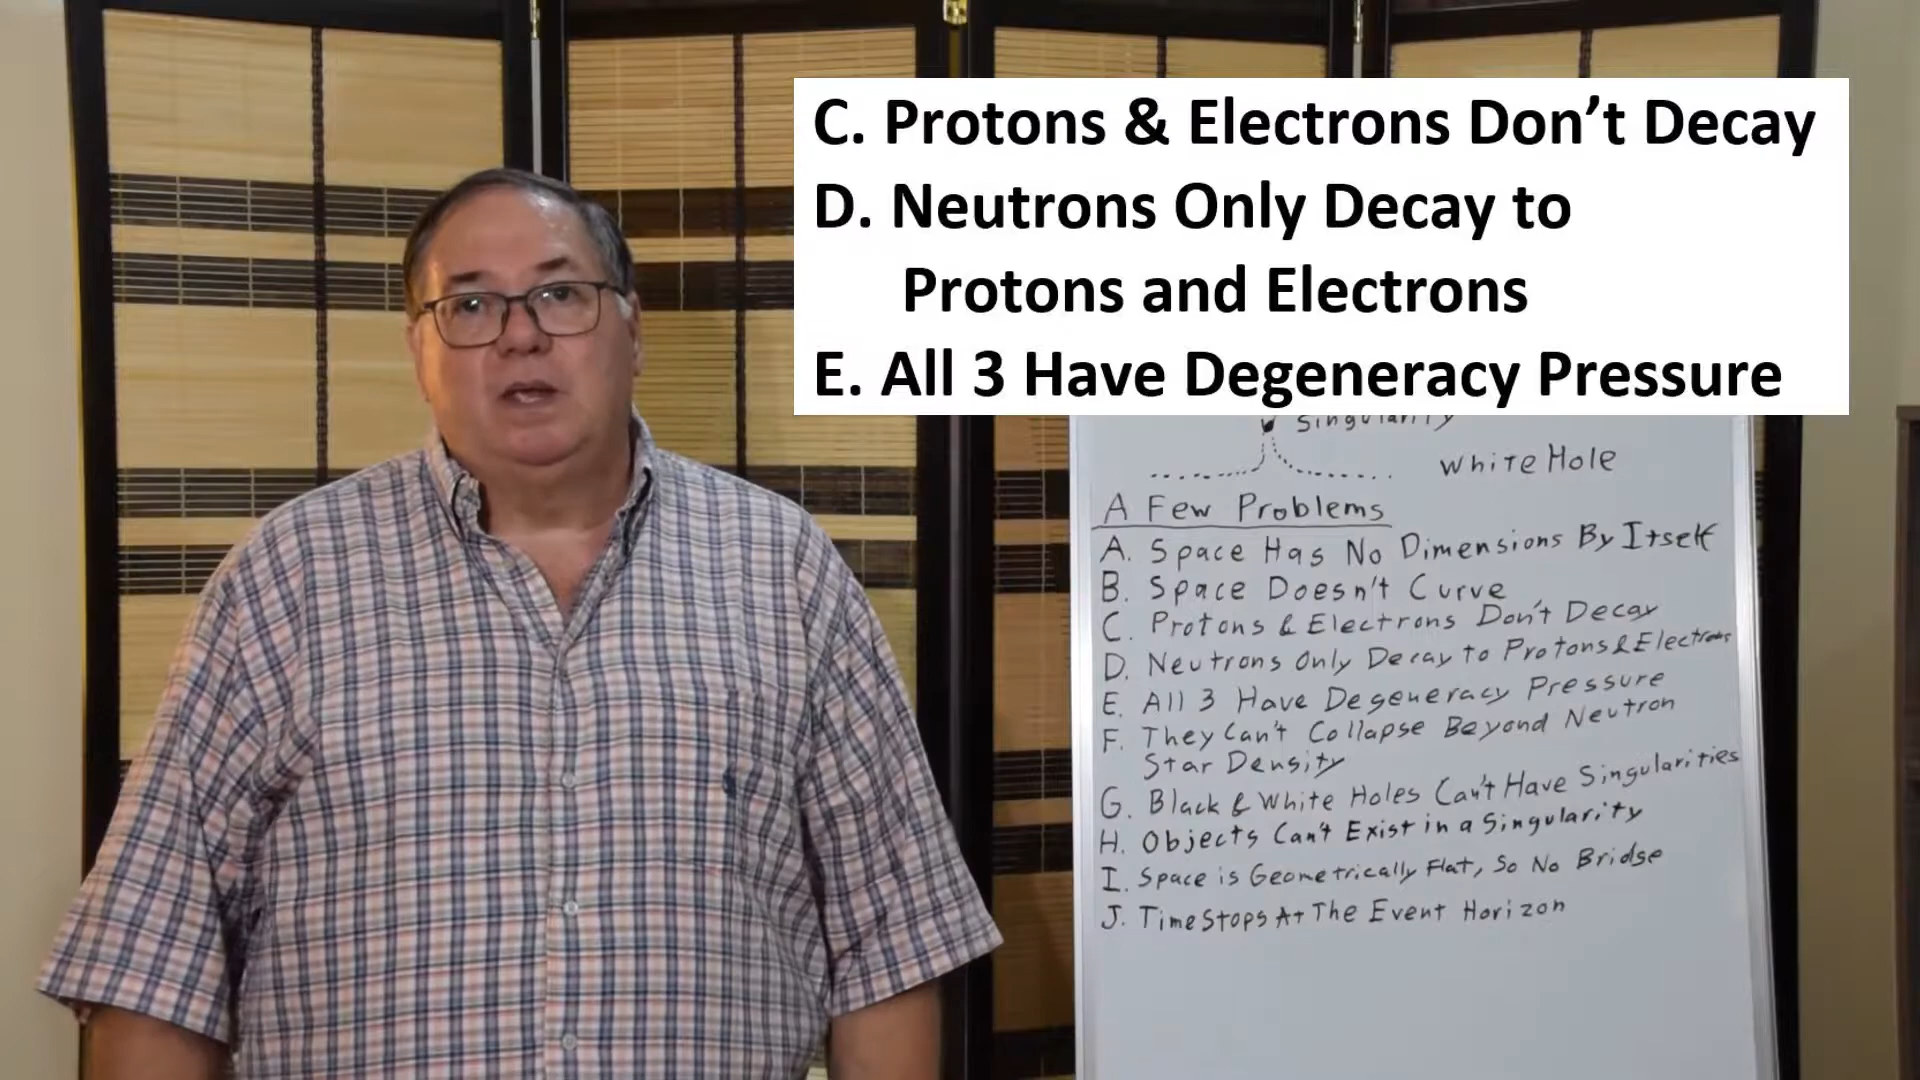 C. Protons & Electrons Don’t Decay
D. Neutrons Only Decay to
Protons and Electrons
E. All 3 Have Degeneracy Pressure
Singularity
White Hole
A Few Problems
A. Space Has No Dimensions By Itself
B. Space Doesn't Curve
C. Protons & Electrons Don't Decay
D. Neutrons Only Decay to Protons & Electrons
E. All 3 Have Degeneracy Pressure
F. They Can't Collapse Beyond Neutron
Star Density
G. Black & White Holes Can't Have Singularities
H. Objects Can't Exist in a Singularity
I. Space is Geometrically Flat, So No Bridge
J. Time Stops At The Event Horizon